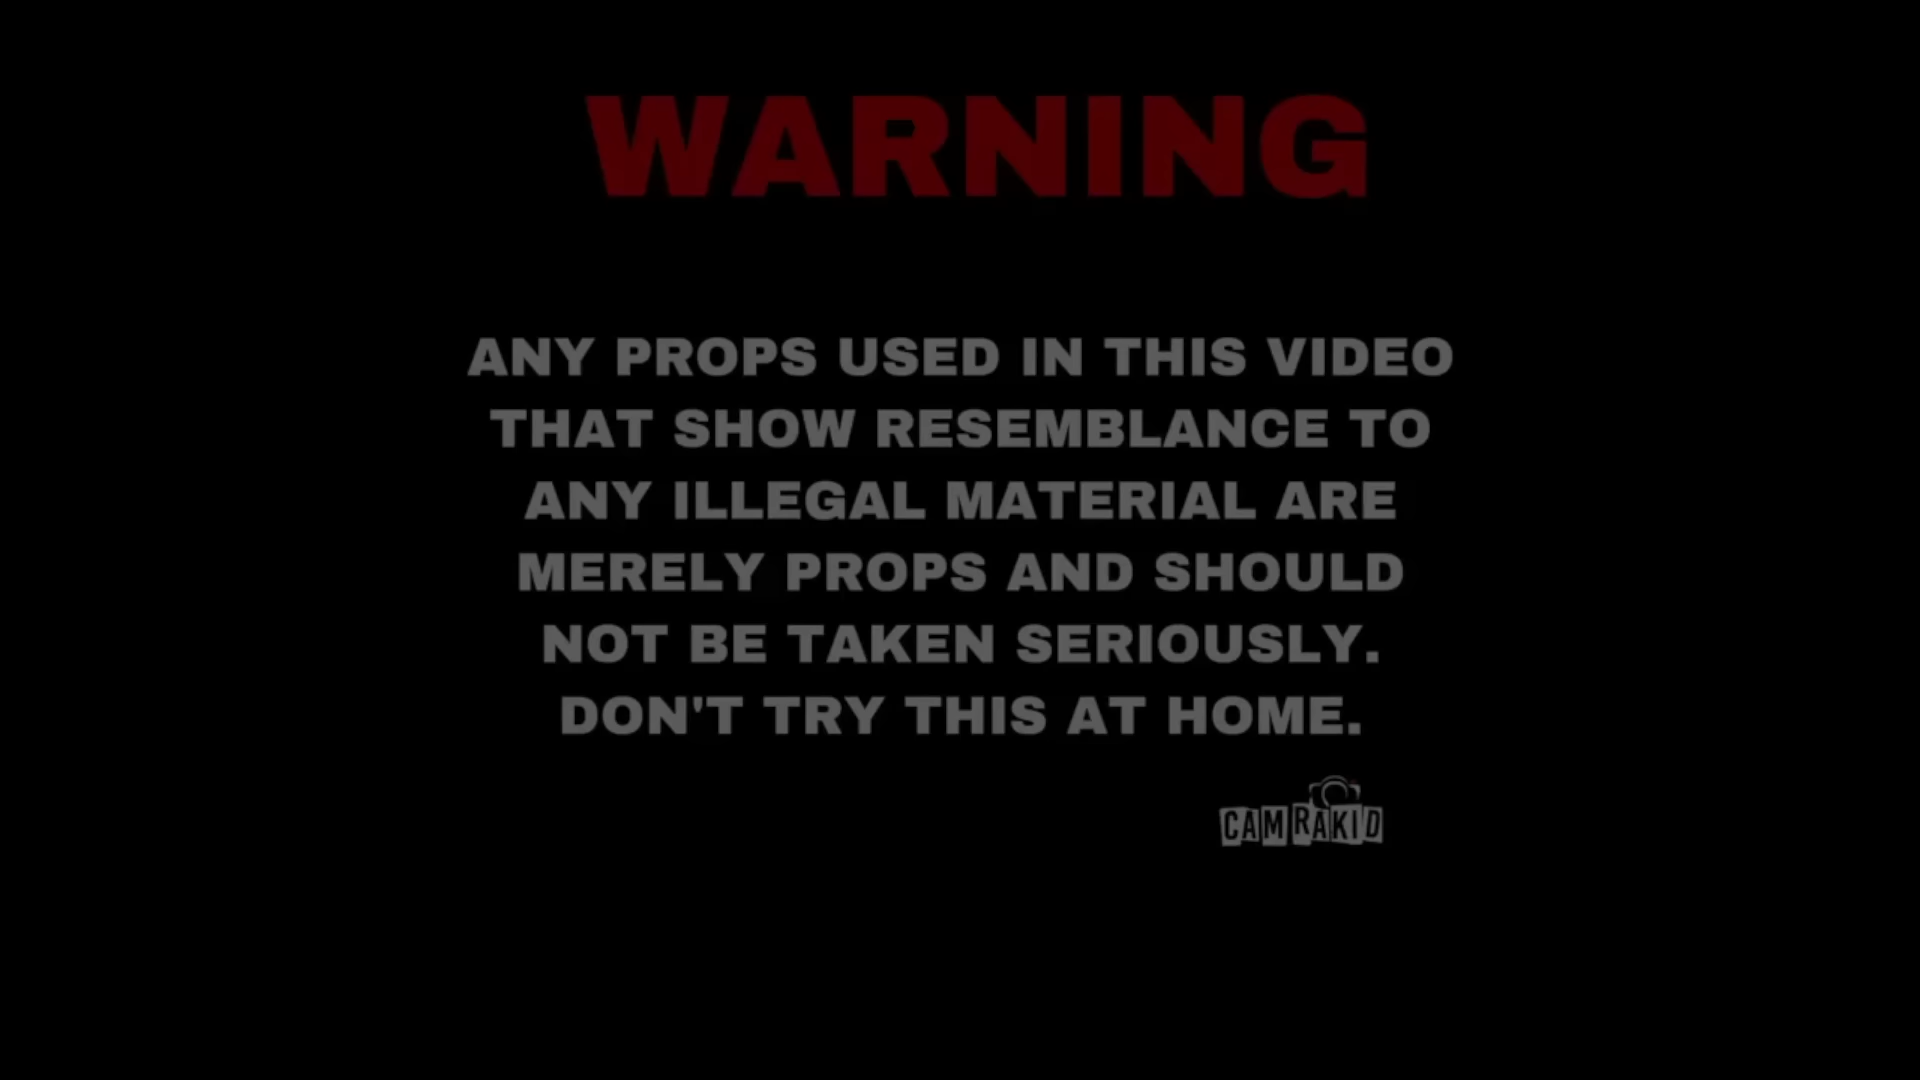 WARNING
ANY PROPS USED IN THIS VIDEO
THAT SHOW RESEMBLANCE TO
ANY ILLEGAL MATERIAL ARE
MERELY PROPS AND SHOULD
NOT BE TAKEN SERIOUSLY.
DON'T TRY THIS AT HOME.
CAMRAKID